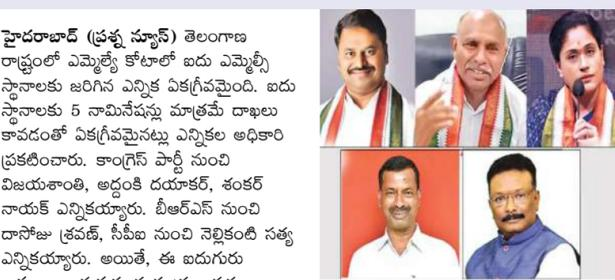 హైదరాబాద్ (ప్రశ్న న్యూస్) తెలంగాణ
రాష్ట్రంలో ఎమ్మెల్యే కోటాలో ఐదు ఎమ్మెల్సీ
స్థానాలకు జరిగిన ఎన్నిక ఏకగ్రీవమైంది. ఐదు
స్థానాలకు 5 నామినేషన్లు మాత్రమే దాఖలు
కావడంతో ఏకగ్రీవమైనట్లు ఎన్నికల అధికారి
ప్రకటించారు. కాంగ్రెస్ పార్టీ నుంచి
విజయశాంతి, అద్దంకి దయాకర్, శంకర్
నాయక్ ఎన్నికయ్యారు. బీఆర్ఎస్ నుంచి
దాసోజు శ్రవణ్, సీపీఐ నుంచి నెల్లికంటి సత్య
ఎన్నికయ్యారు. అయితే, ఈ ఐదుగురు